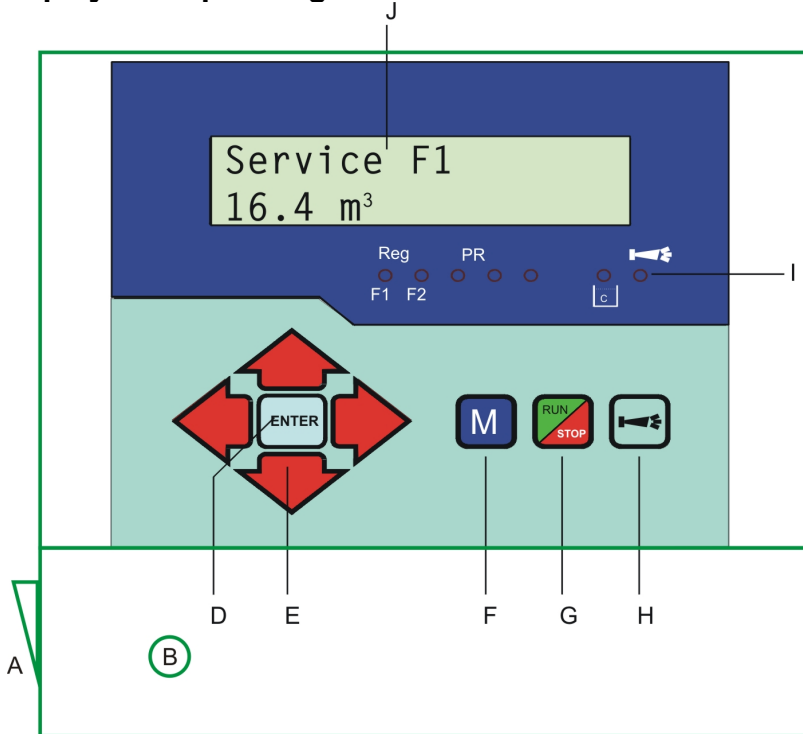 J
Service F1
16.4 m³
Reg PR
F1 F2
c
I
ENTER
M
RUN
STOP
D E F G H
A
B